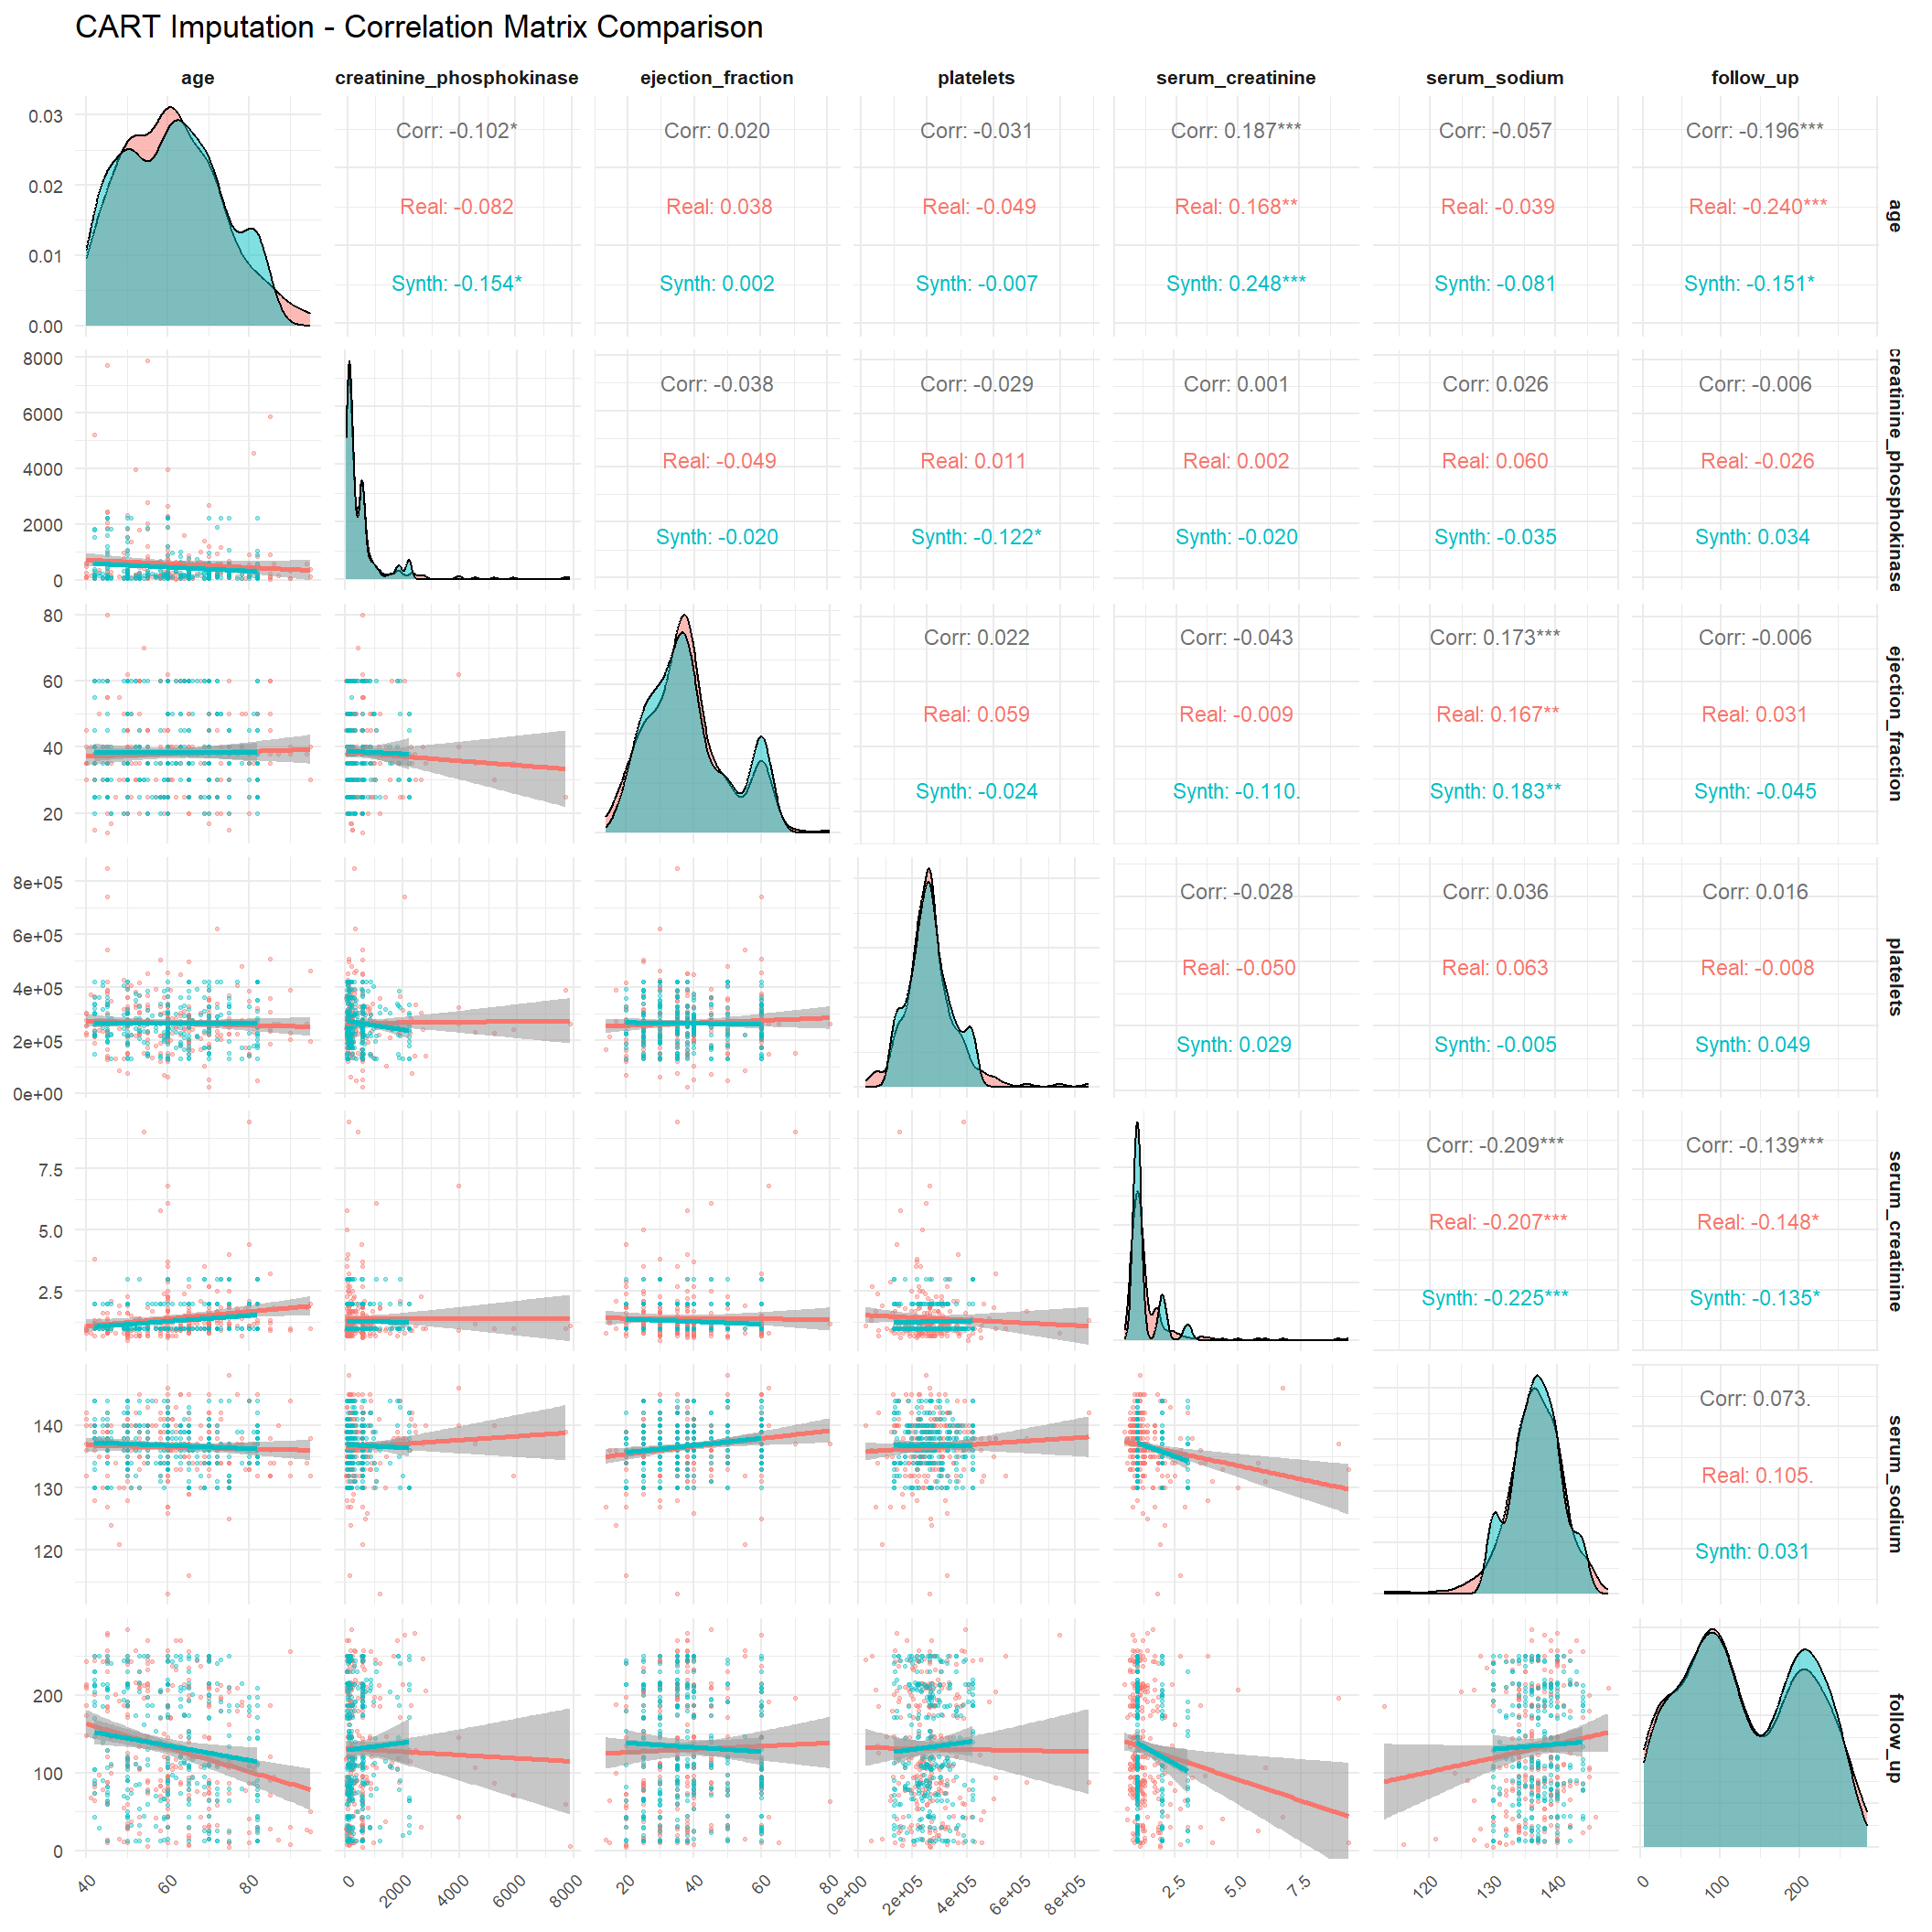 CART Imputation - Correlation Matrix Comparison
age creatinine_phosphokinase ejection_fraction platelets serum_creatinine serum_sodium follow_up
0.03
0.02
0.01
0.00
Corr: -0.102* Corr: 0.020 Corr: -0.031 Corr: 0.187*** Corr: -0.057 Corr: -0.196***
Real: -0.082 Real: 0.038 Real: -0.049 Real: 0.168** Real: -0.039 Real: -0.240***
Synth: -0.154* Synth: 0.002 Synth: -0.007 Synth: 0.248*** Synth: -0.081 Synth: -0.151*
age
8000
6000
4000
2000
0
Corr: -0.038 Corr: -0.029 Corr: 0.001 Corr: 0.026 Corr: -0.006
Real: -0.049 Real: 0.011 Real: 0.002 Real: 0.060 Real: -0.026
Synth: -0.020 Synth: -0.122* Synth: -0.020 Synth: -0.035 Synth: 0.034
creatinine_phosphokinase
80
60
40
20
Corr: 0.022 Corr: -0.043 Corr: 0.173*** Corr: -0.006
Real: 0.059 Real: -0.009 Real: 0.167** Real: 0.031
Synth: -0.024 Synth: -0.110. Synth: 0.183** Synth: -0.045
ejection_fraction
8e+05
6e+05
4e+05
2e+05
0e+00
Corr: -0.028 Corr: 0.036 Corr: 0.016
Real: -0.050 Real: 0.063 Real: -0.008
Synth: 0.029 Synth: -0.005 Synth: 0.049
platelets
7.5
5.0
2.5
Corr: -0.209*** Corr: -0.139***
Real: -0.207*** Real: -0.148*
Synth: -0.225*** Synth: -0.135*
serum_creatinine
140
130
120
Corr: 0.073.
Real: 0.105.
Synth: 0.031
serum_sodium
200
100
0
follow_up
40 60 80 0 2000 4000 6000 8000 20 40 60 80 0e+00 2e+05 4e+05 6e+05 8e+05 2.5 5.0 7.5 120 130 140 0 100 200